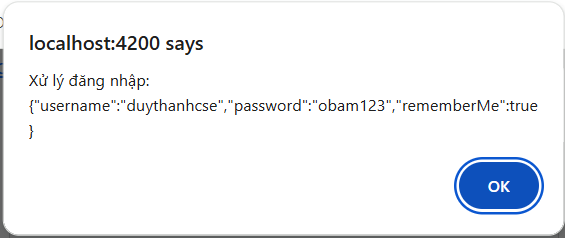 localhost:4200 says
Xử lý đăng nhập:
{"username":"duythanhcse","password":"obam123","rememberMe":true
}
OK